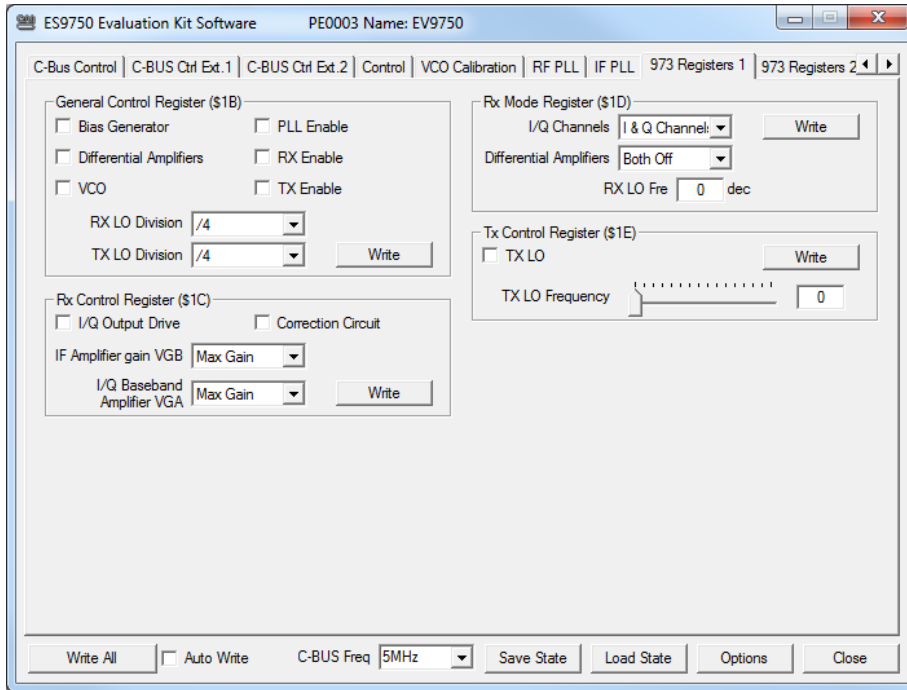 ES9750 Evaluation Kit Software PE0003 Name: EV9750
C-Bus Control C-BUS Ctrl Ext.1 C-BUS Ctrl Ext.2 Control VCO Calibration RF PLL IF PLL 973 Registers 1 973 Registers 2
General Control Register ($1B)
Bias Generator PLL Enable
Differential Amplifiers RX Enable
VCO TX Enable
RX LO Division /4
TX LO Division /4 Write
Rx Control Register ($1C)
I/Q Output Drive Correction Circuit
IF Amplifier gain VGB Max Gain
I/Q Baseband
Amplifier VGA Max Gain Write
Rx Mode Register ($1D)
I/Q Channels I & Q Channel: Write
Differential Amplifiers Both Off
RX LO Fre 0 dec
Tx Control Register ($1E)
TX LO Write
TX LO Frequency 0
Write All Auto Write C-BUS Freq 5MHz Save State Load State Options Close